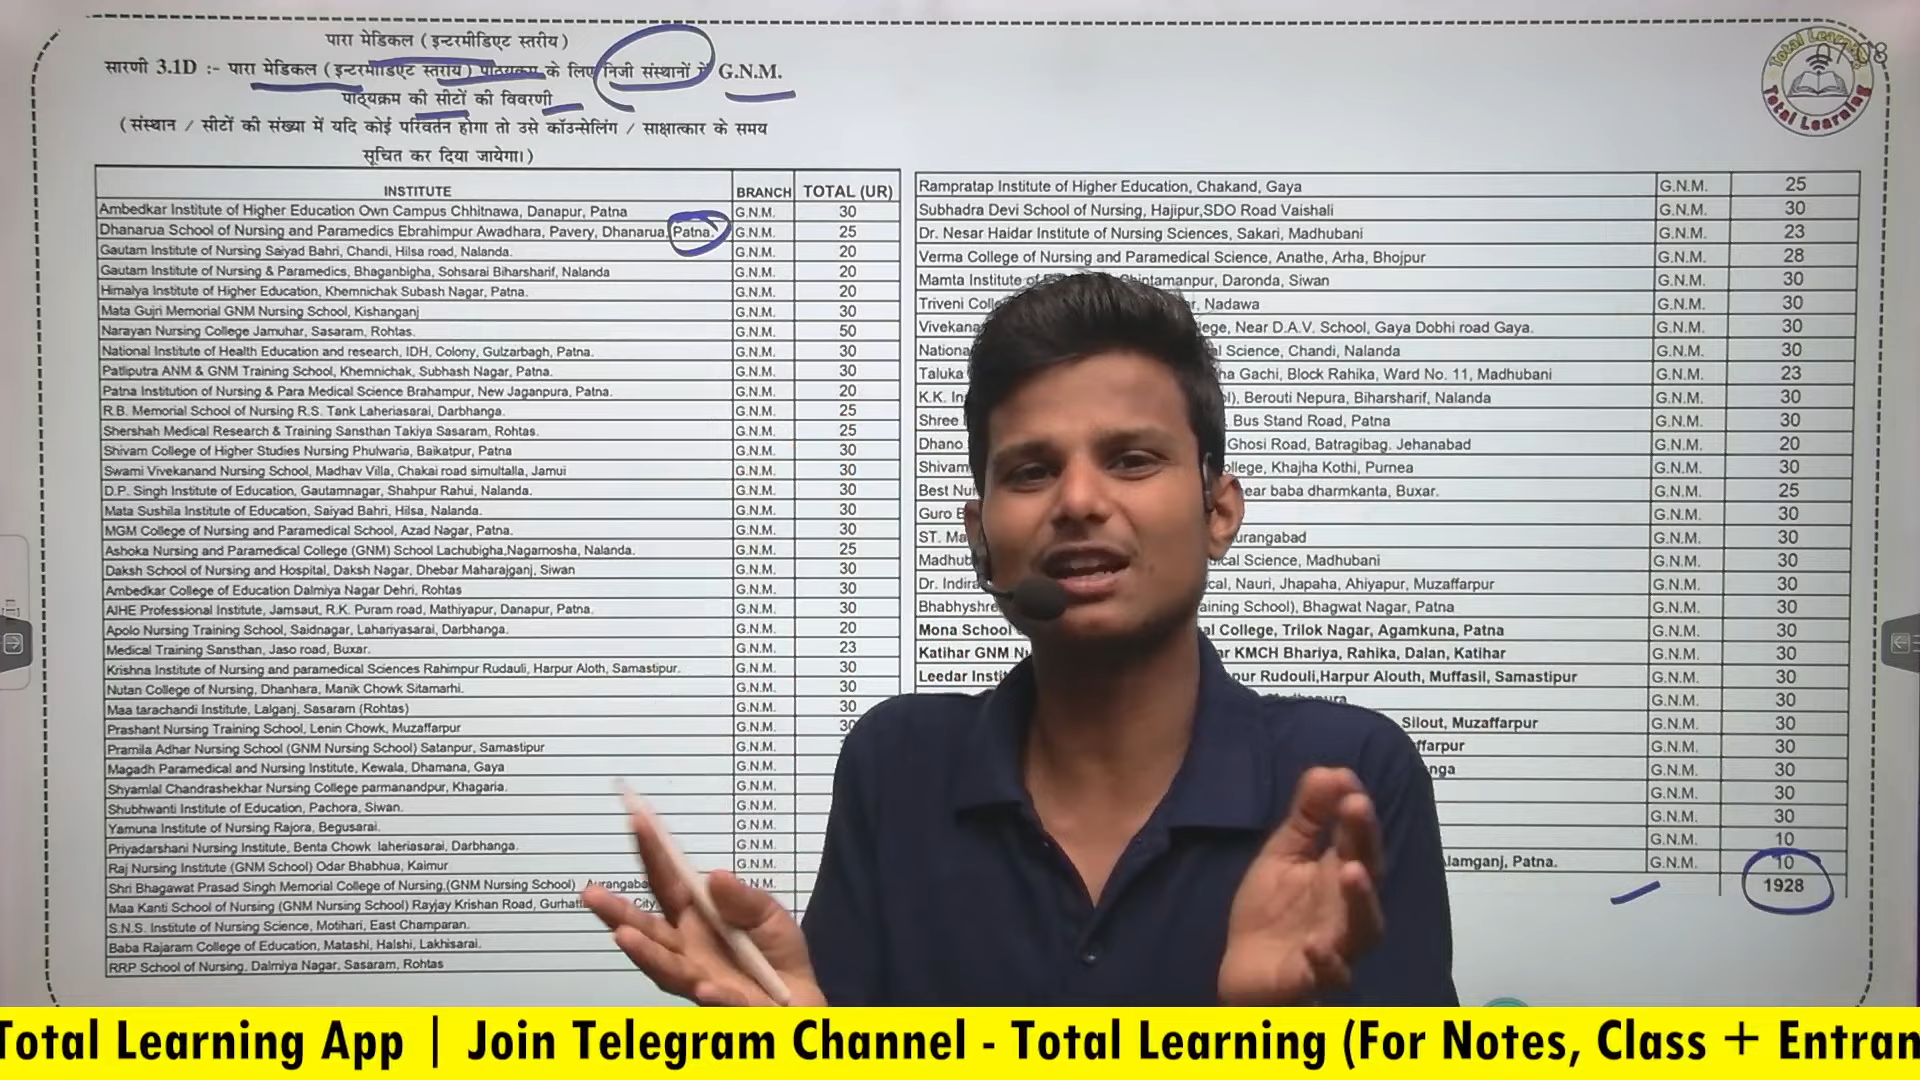 पारा मेडिकल ( इन्टरमीडिएट स्तरीय )
सारणी 3.1D :- पारा मेडिकल ( इन्टरमीडिएट स्तरीय ) पाठ्यक्रम के लिए निजी संस्थानों में G.N.M.
पाठ्यक्रम की सीटों की विवरणी
( संस्थान / सीटों की संख्या में यदि कोई परिवर्तन होगा तो उसे कॉउन्सेलिंग / साक्षात्कार के समय
सूचित कर दिया जायेगा। )
Total Learning
Total Learning
INSTITUTE BRANCH TOTAL (UR)
Ambedkar Institute of Higher Education Own Campus Chhitnawa, Danapur, Patna G.N.M. 30
Dhanarua School of Nursing and Paramedics Ebrahimpur Awadhara, Pavery, Dhanarua, Patna. G.N.M. 25
Gautam Institute of Nursing Saiyad Bahri, Chandi, Hilsa road, Nalanda. G.N.M. 20
Gautam Institute of Nursing & Paramedics, Bhaganbigha, Sohsarai Biharsharif, Nalanda G.N.M. 20
Himalya Institute of Higher Education, Khemnichak Subash Nagar, Patna. G.N.M. 20
Mata Gujri Memorial GNM Nursing School, Kishanganj G.N.M. 30
Narayan Nursing College Jamuhar, Sasaram, Rohtas. G.N.M. 50
National Institute of Health Education and research, IDH, Colony, Gulzarbagh, Patna. G.N.M. 30
Patliputra ANM & GNM Training School, Khemnichak, Subhash Nagar, Patna. G.N.M. 30
Patna Institution of Nursing & Para Medical Science Brahampur, New Jaganpura, Patna. G.N.M. 20
R.B. Memorial School of Nursing R.S. Tank Laheriasarai, Darbhanga. G.N.M. 25
Shershah Medical Research & Training Sansthan Takiya Sasaram, Rohtas. G.N.M. 25
Shivam College of Higher Studies Nursing Phulwaria, Baikatpur, Patna G.N.M. 30
Swami Vivekanand Nursing School, Madhav Villa, Chakai road simultalla, Jamui G.N.M. 30
D.P. Singh Institute of Education, Gautamnagar, Shahpur Rahui, Nalanda. G.N.M. 30
Mata Sushila Institute of Education, Saiyad Bahri, Hilsa, Nalanda. G.N.M. 30
MGM College of Nursing and Paramedical School, Azad Nagar, Patna. G.N.M. 30
Ashoka Nursing and Paramedical College (GNM) School Lachubigha,Nagarnosha, Nalanda. G.N.M. 25
Daksh School of Nursing and Hospital, Daksh Nagar, Dhebar Maharajganj, Siwan G.N.M. 30
Ambedkar College of Education Dalmiya Nagar Dehri, Rohtas G.N.M. 30
AIHE Professional Institute, Jamsaut, R.K. Puram road, Mathiyapur, Danapur, Patna. G.N.M. 30
Apolo Nursing Training School, Saidnagar, Lahariyasarai, Darbhanga. G.N.M. 20
Medical Training Sansthan, Jaso road, Buxar. G.N.M. 23
Krishna Institute of Nursing and paramedical Sciences Rahimpur Rudauli, Harpur Aloth, Samastipur. G.N.M. 30
Nutan College of Nursing, Dhanhara, Manik Chowk Sitamarhi. G.N.M. 30
Maa tarachandi Institute, Lalganj, Sasaram (Rohtas) G.N.M. 30
Prashant Nursing Training School, Lenin Chowk, Muzaffarpur G.N.M. 30
Pramila Adhar Nursing School (GNM Nursing School) Satanpur, Samastipur G.N.M.
Magadh Paramedical and Nursing Institute, Kewala, Dhamana, Gaya G.N.M.
Shyamlal Chandrashekhar Nursing College parmanandpur, Khagaria. G.N.M.
Shubhwanti Institute of Education, Pachora, Siwan. G.N.M.
Yamuna Institute of Nursing Rajora, Begusarai. G.N.M.
Priyadarshani Nursing Institute, Benta Chowk laheriasarai, Darbhanga. G.N.M.
Raj Nursing Institute (GNM School) Odar Bhabhua, Kaimur G.N.M.
Shri Bhagawat Prasad Singh Memorial College of Nursing,(GNM Nursing School) , .N.M.
Maa Kanti School of Nursing (GNM Nursing School) Rayjay Krishan Road, City,
S.N.S. Institute of Nursing Science, Motihari, East Champaran.
Baba Rajaram College of Education, Matashi, Halshi, Lakhisarai.
RRP School of Nursing, Dalmiya Nagar, Sasaram, Rohtas
Rampratap Institute of Higher Education, Chakand, Gaya G.N.M. 25
Subhadra Devi School of Nursing, Hajipur,SDO Road Vaishali G.N.M. 30
Dr. Nesar Haidar Institute of Nursing Sciences, Sakari, Madhubani G.N.M. 23
Verma College of Nursing and Paramedical Science, Anathe, Arha, Bhojpur G.N.M. 28
Mamta Institute of Chintamanpur, Daronda, Siwan G.N.M. 30
Triveni Nadawa G.N.M. 30
Near D.A.V. School, Gaya Dobhi road Gaya. G.N.M. 30
Science, Chandi, Nalanda G.N.M. 30
Taluka Gachi, Block Rahika, Ward No. 11, Madhubani G.N.M. 23
K.K. Berouti Nepura, Biharsharif, Nalanda G.N.M. 30
Shree Bus Stand Road, Patna G.N.M. 30
Dhano Ghosi Road, Batragibag. Jehanabad G.N.M. 20
Shivam Khajha Kothi, Purnea G.N.M. 30
Best baba dharmkanta, Buxar. G.N.M. 25
Guro G.N.M. 30
ST. G.N.M. 30
Science, Madhubani G.N.M. 30
Dr. Nauri, Jhapaha, Ahiyapur, Muzaffarpur G.N.M. 30
School), Bhagwat Nagar, Patna G.N.M. 30
Mona School College, Trilok Nagar, Agamkuna, Patna G.N.M. 30
Katihar GNM KMCH Bhariya, Rahika, Dalan, Katihar G.N.M. 30
Leedar Rudouli,Harpur Alouth, Muffasil, Samastipur G.N.M. 30
G.N.M. 30
Silout, Muzaffarpur G.N.M. 30
G.N.M. 30
G.N.M. 30
G.N.M. 30
G.N.M. 30
G.N.M. 10
Patna. G.N.M. 10
1928
Total Learning App | Join Telegram Channel - Total Learning (For Notes, Class + Entran